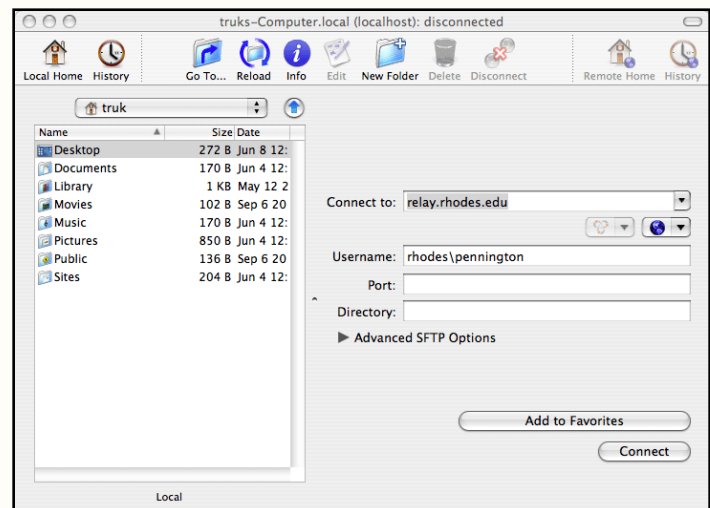 truks-Computer.local (localhost): disconnected
Local Home History Go To... Reload Info Edit New Folder Delete Disconnect Remote Home History
truk
Name Size Date
Desktop 272 B Jun 8 12:
Documents 170 B Jun 4 12:
Library 1 KB May 12 2
Movies 102 B Sep 6 20
Music 170 B Jun 4 12:
Pictures 850 B Jun 4 12:
Public 136 B Sep 6 20
Sites 204 B Jun 4 12:
Local
Connect to: relay.rhodes.edu
Username: rhodes\pennington
Port:
Directory:
Advanced SFTP Options
Add to Favorites
Connect